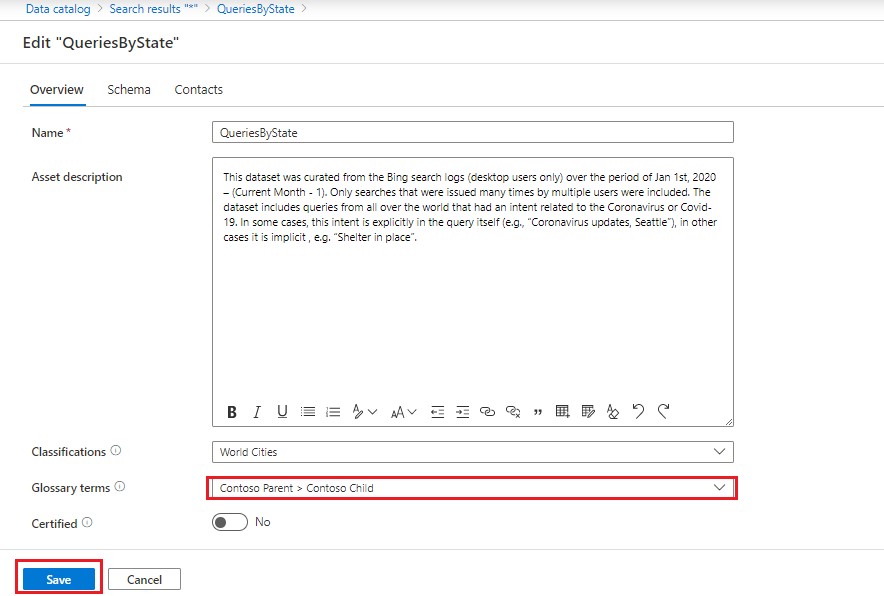 Data catalog > Search results "*" > QueriesByState >
Edit "QueriesByState"
Overview Schema Contacts
Name *
QueriesByState
Asset description
This dataset was curated from the Bing search logs (desktop users only) over the period of Jan 1st, 2020
– (Current Month - 1). Only searches that were issued many times by multiple users were included. The
dataset includes queries from all over the world that had an intent related to the Coronavirus or Covid-
19. In some cases, this intent is explicitly in the query itself (e.g., “Coronavirus updates, Seattle”), in other
cases it is implicit , e.g. “Shelter in place”.
B I U
Classifications
World Cities
Glossary terms
Contoso Parent > Contoso Child
Certified
No
Save Cancel